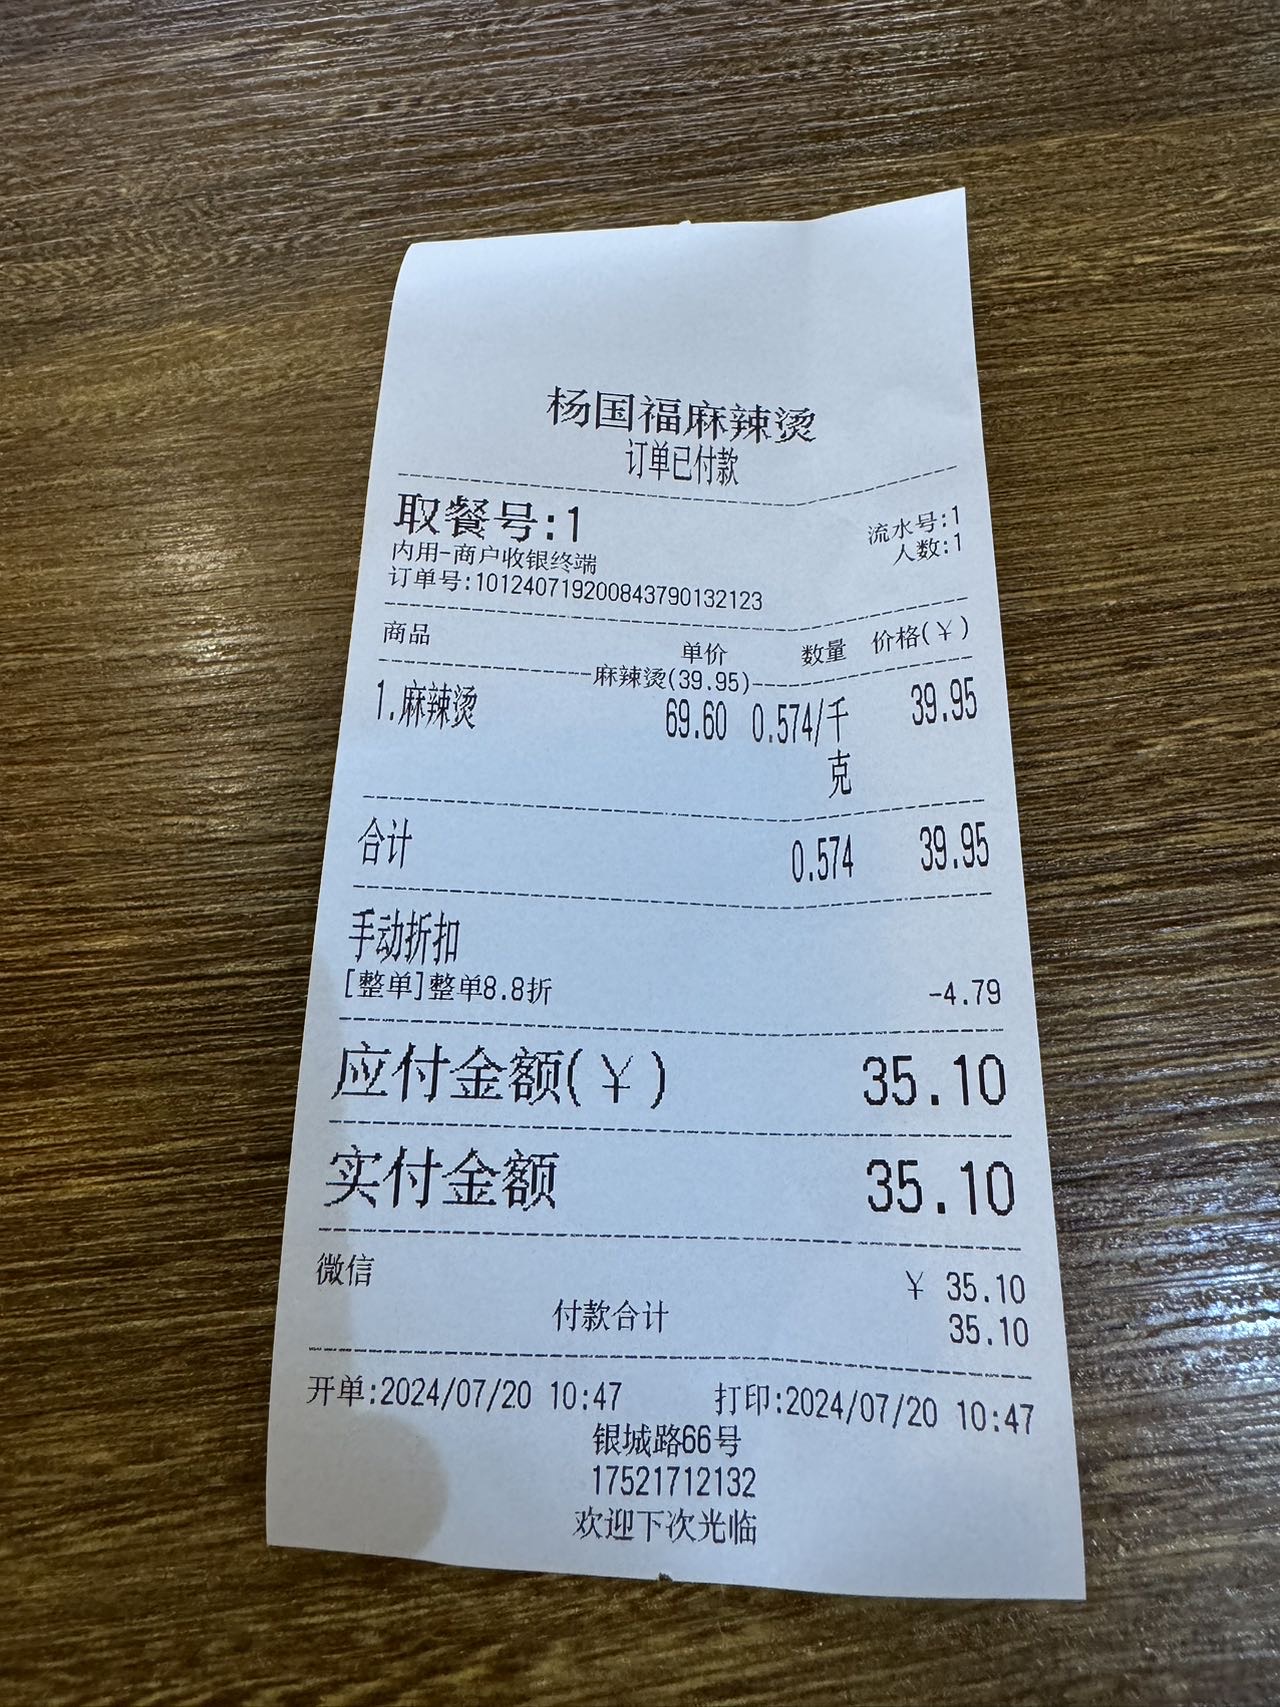 杨国福麻辣烫
订单已付款
取餐号:1 流水号:1
内用-商户收银终端 人数:1
订单号:101240719200843790132123
商品 单价 数量 价格(¥)
麻辣烫(39.95)
1.麻辣烫 69.60 0.574/千克 39.95
合计 0.574 39.95
手动折扣
[整单]整单8.8折 -4.79
应付金额(¥) 35.10
实付金额 35.10
微信 ¥ 35.10
付款合计 35.10
开单:2024/07/20 10:47 打印:2024/07/20 10:47
银城路66号
17521712132
欢迎下次光临